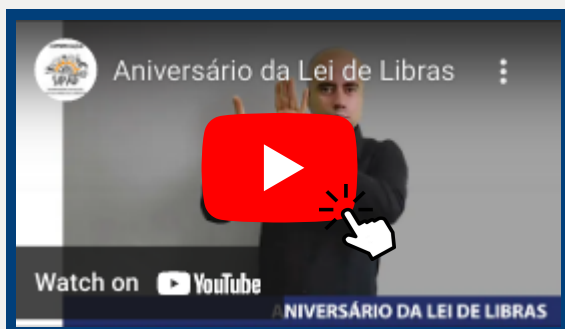 Aniversário da Lei de Libras
Watch on YouTube
ANIVERSÁRIO DA LEI DE LIBRAS